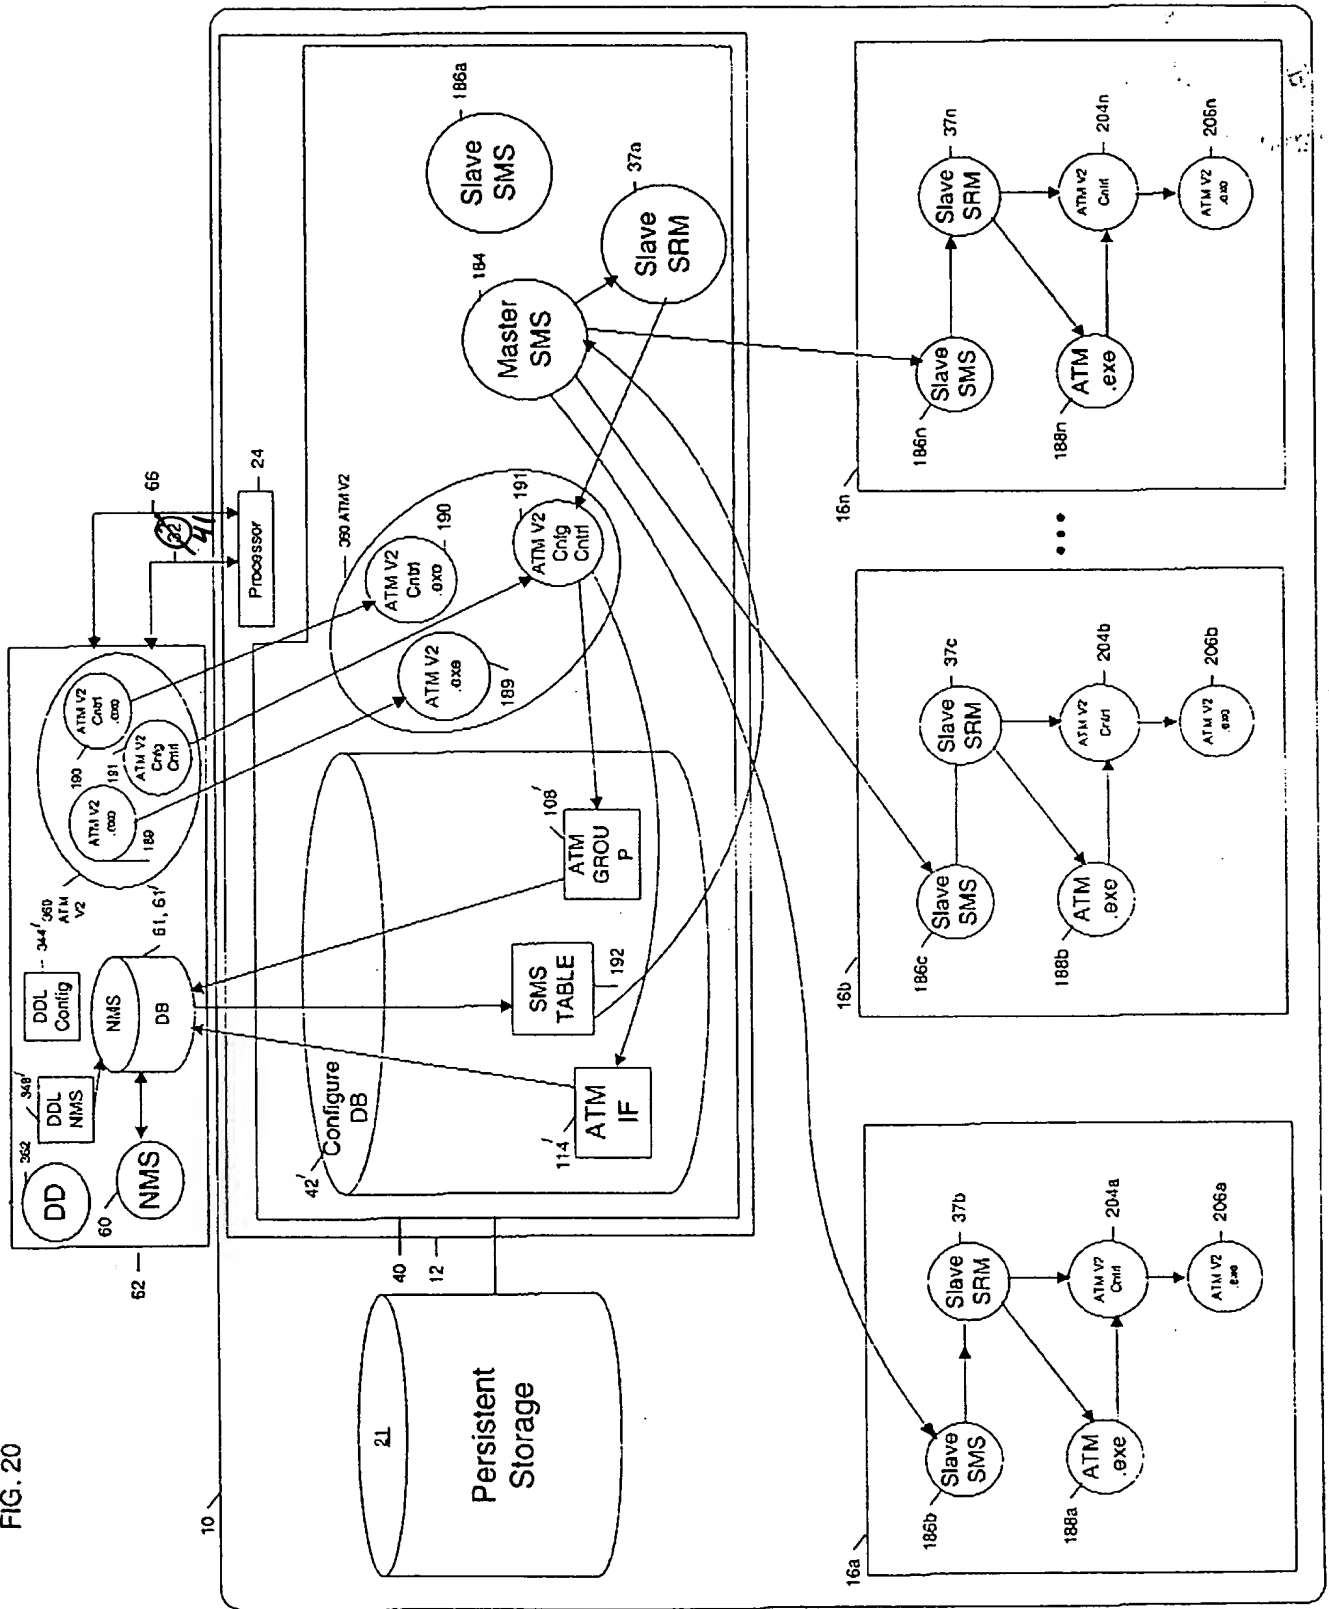 FIG. 20
10
62
362
DD
60
NMS
348'
DDL
NMS
344'
DDL
Config
61, 61'
NMS
DB
360
ATM
V2
189
ATM V2
.exe
190
ATM V2
Cntrl
.exe
191
ATM V2
Cnfg
Cntrl
66
41
24
Processor
12
40
21
Persistent
Storage
42'
Configure
DB
114'
ATM
IF
SMS
TABLE
192
108'
ATM
GROU
P
360 ATM V2
ATM V2
.exe
189
ATM V2
Cntrl
.exe
190
ATM V2
Cnfg
Cntrl
191
184
Master
SMS
186a
Slave
SMS
37a
Slave
SRM
16a
186b
Slave
SMS
37b
Slave
SRM
188a
ATM
.exe
204a
ATM V2
Cntrl
206a
ATM V2
.exe
16b
186c
Slave
SMS
37c
Slave
SRM
188b
ATM
.exe
204b
ATM V2
Cntrl
206b
ATM V2
.exe
•••
16n
186n
Slave
SMS
37n
Slave
SRM
188n
ATM
.exe
204n
ATM V2
Cntrl
206n
ATM V2
.exe